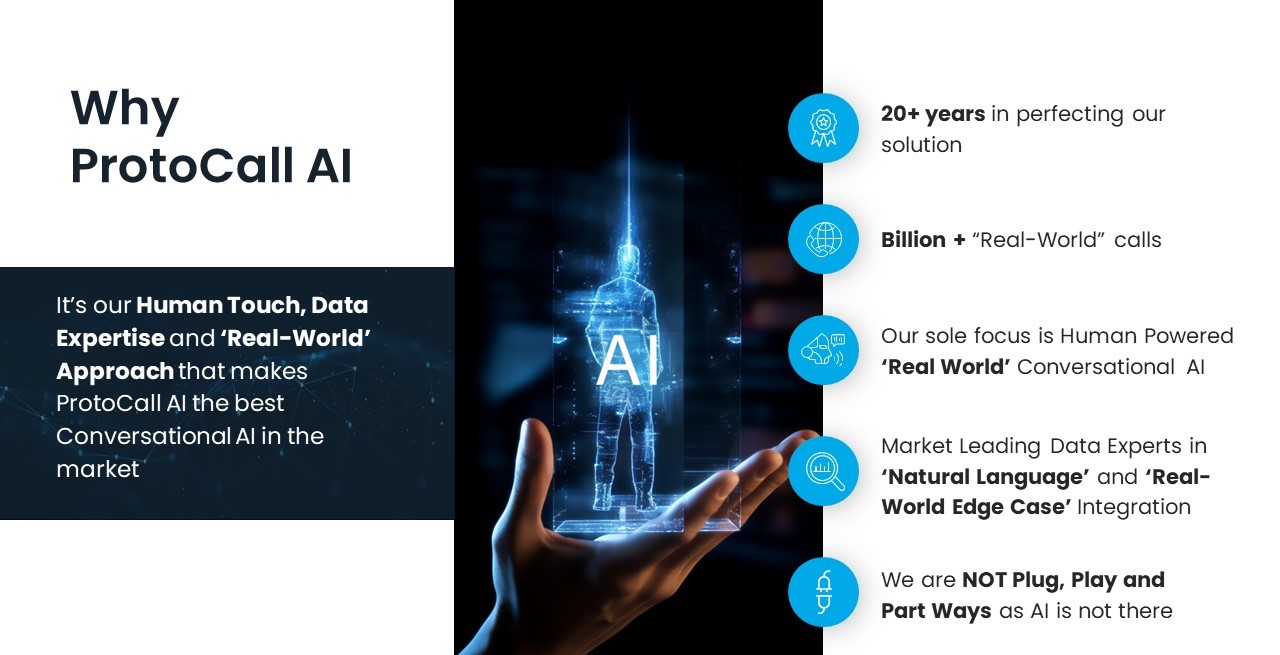 Why
ProtoCall AI
It’s our Human Touch, Data
Expertise and ‘Real-World’
Approach that makes
ProtoCall AI the best
Conversational AI in the
market
AI
20+ years in perfecting our
solution
Billion + “Real-World” calls
Our sole focus is Human Powered
‘Real World’ Conversational AI
Market Leading Data Experts in
‘Natural Language’ and ‘Real-
World Edge Case’ Integration
We are NOT Plug, Play and
Part Ways as AI is not there